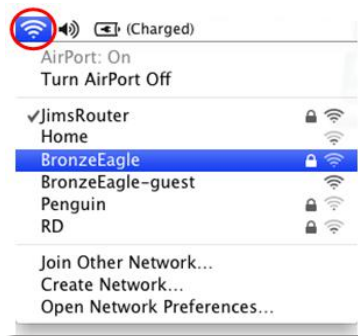 (Charged)
AirPort: On
Turn AirPort Off
✓JimsRouter
Home
BronzeEagle
BronzeEagle-guest
Penguin
RD
Join Other Network...
Create Network...
Open Network Preferences...